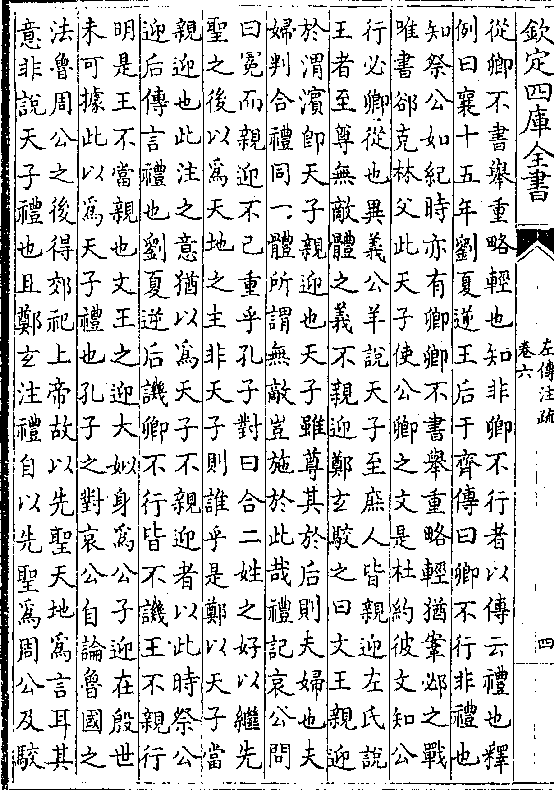 欽定四庫全書
左傳注疏
卷六
四
從卿不書舉重略輕也知非卿不行者以傳云禮也釋
例曰襄十五年劉夏逆王后于齊傳曰卿不行非禮也
知祭公如紀時亦有卿卿不書舉重略輕猶鞌邲之戰
唯書郤克林父此天子使公卿之文是杜約彼文知公
行必卿從也異義公羊說天子至庶人皆親迎左氏說
王者至尊無敵體之義不親迎鄭玄駁之曰文王親迎
於渭濱即天子親迎也天子雖尊其於后則夫婦也夫
婦判合禮同一體所謂無敵豈施於此哉禮記哀公問
曰冕而親迎不已重乎孔子對曰合二姓之好以繼先
聖之後以為天地之主非天子則誰乎是鄭以天子當
親迎也此注之意猶以為天子不親迎者以此時祭公
迎后傳言禮也劉夏逆后譏卿不行皆不譏王不親行
明是王不當親也文王之迎大姒身為公子迎在殷世
未可據此以為天子禮也孔子之對哀公自論魯國之
法魯周公之後得郊祀上帝故以先聖天地為言耳其
意非說天子禮也且鄭玄注禮自以先聖為周公及駁